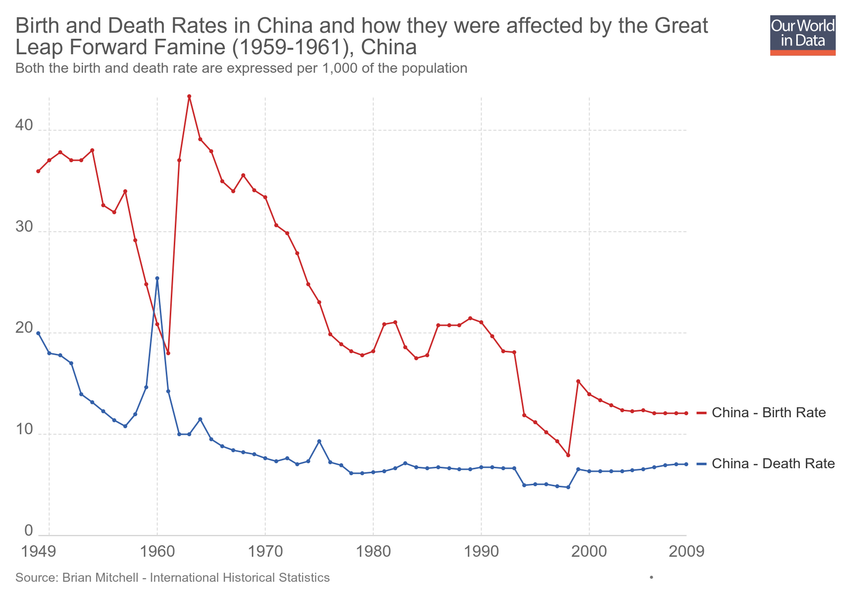 Birth and Death Rates in China and how they were affected by the Great
Leap Forward Famine (1959-1961), China
Both the birth and death rate are expressed per 1,000 of the population
Our World
in Data
40
30
20
10
0
China - Birth Rate
China - Death Rate
1949
1960
1970
1980
1990
2000
2009
Source: Brian Mitchell - International Historical Statistics